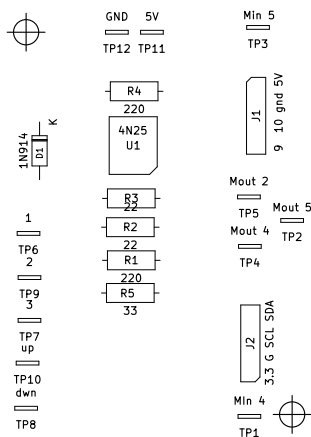 GND 5V
TP12 TP11
Min 5
TP3
R4
220
4N25
U1
1N914
D1
K
J1
9 10 gnd 5V
R3
22
R2
22
R1
220
R5
33
Mout 2
TP5
Mout 5
TP2
Mout 4
TP4
1
TP6
2
TP9
3
TP7
up
TP10
dwn
TP8
J2
3.3 G SCL SDA
MIn 4
TP1